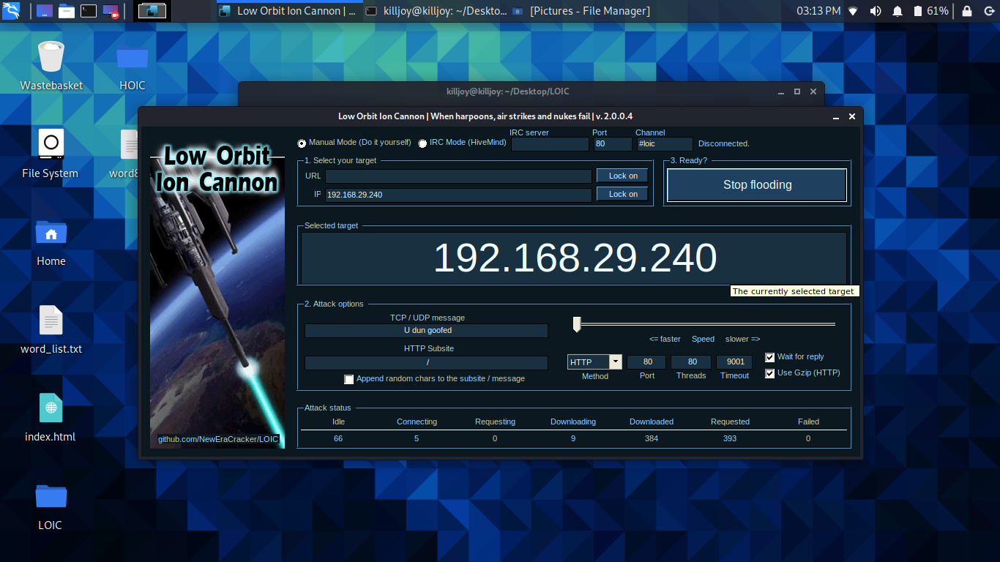 Low Orbit Ion Cannon | ...
killjoy@killjoy: ~/Deskto...
[Pictures - File Manager]
03:13 PM
61%
Wastebasket
HOIC
File System
Home
word_list.txt
index.html
LOIC
killjoy@killjoy: ~/Desktop/LOIC
Low Orbit Ion Cannon | When harpoons, air strikes and nukes fail | v. 2.0.0.4
Low Orbit
Ion Cannon
github.com/NewEraCracker/LOIC
Manual Mode (Do it yourself)
IRC Mode (HiveMind)
IRC server
Port
Channel
80
#loic
Disconnected.
1. Select your target
URL
Lock on
IP
192.168.29.240
Lock on
3. Ready?
Stop flooding
Selected target
192.168.29.240
The currently selected target
2. Attack options
TCP / UDP message
U dun goofed
HTTP Subsite
/
Append random chars to the subsite / message
<= faster
Speed
slower =>
HTTP
80
80
9001
Method
Port
Threads
Timeout
Wait for reply
Use Gzip (HTTP)
Attack status
Idle Connecting Requesting Downloading Downloaded Requested Failed
66 5 0 9 384 393 0